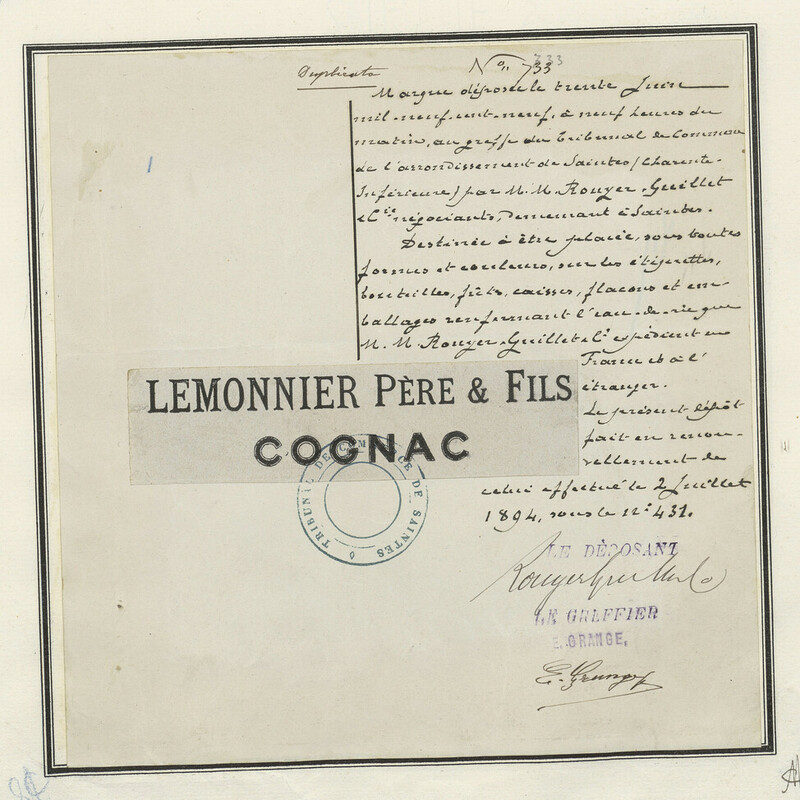 Duplicata
N° 733
333
Marque déposée le trente Juin
mil-neuf-cent-neuf, à neuf heures du
matin, au greffe du Tribunal de Commerce
de l'arrondissement de Saintes (Charente-
Inférieure) par M.M. Rouyer-Guillet
& Cie négociants, demeurant à Saintes.
Destinée à être placée, sous toutes
formes et couleurs, sur les étiquettes,
bouteilles, fûts, caisses, flacons et em-
ballages renfermant l'eau-de-vie que
M.M. Rouyer-Guillet & Cie expédient en
France et à l'
étranger.
Le présent dépôt
fait en renou-
vellement de
celui effectué le 2 Juillet
1894, sous le n° 431.
LEMONNIER PÈRE & FILS
COGNAC
TRIBUNAL DE COMMERCE DE SAINTES
LE DÉPOSANT
Rouyer Guillet & Co
LE GREFFIER
E. GRANGE,
E. Grange